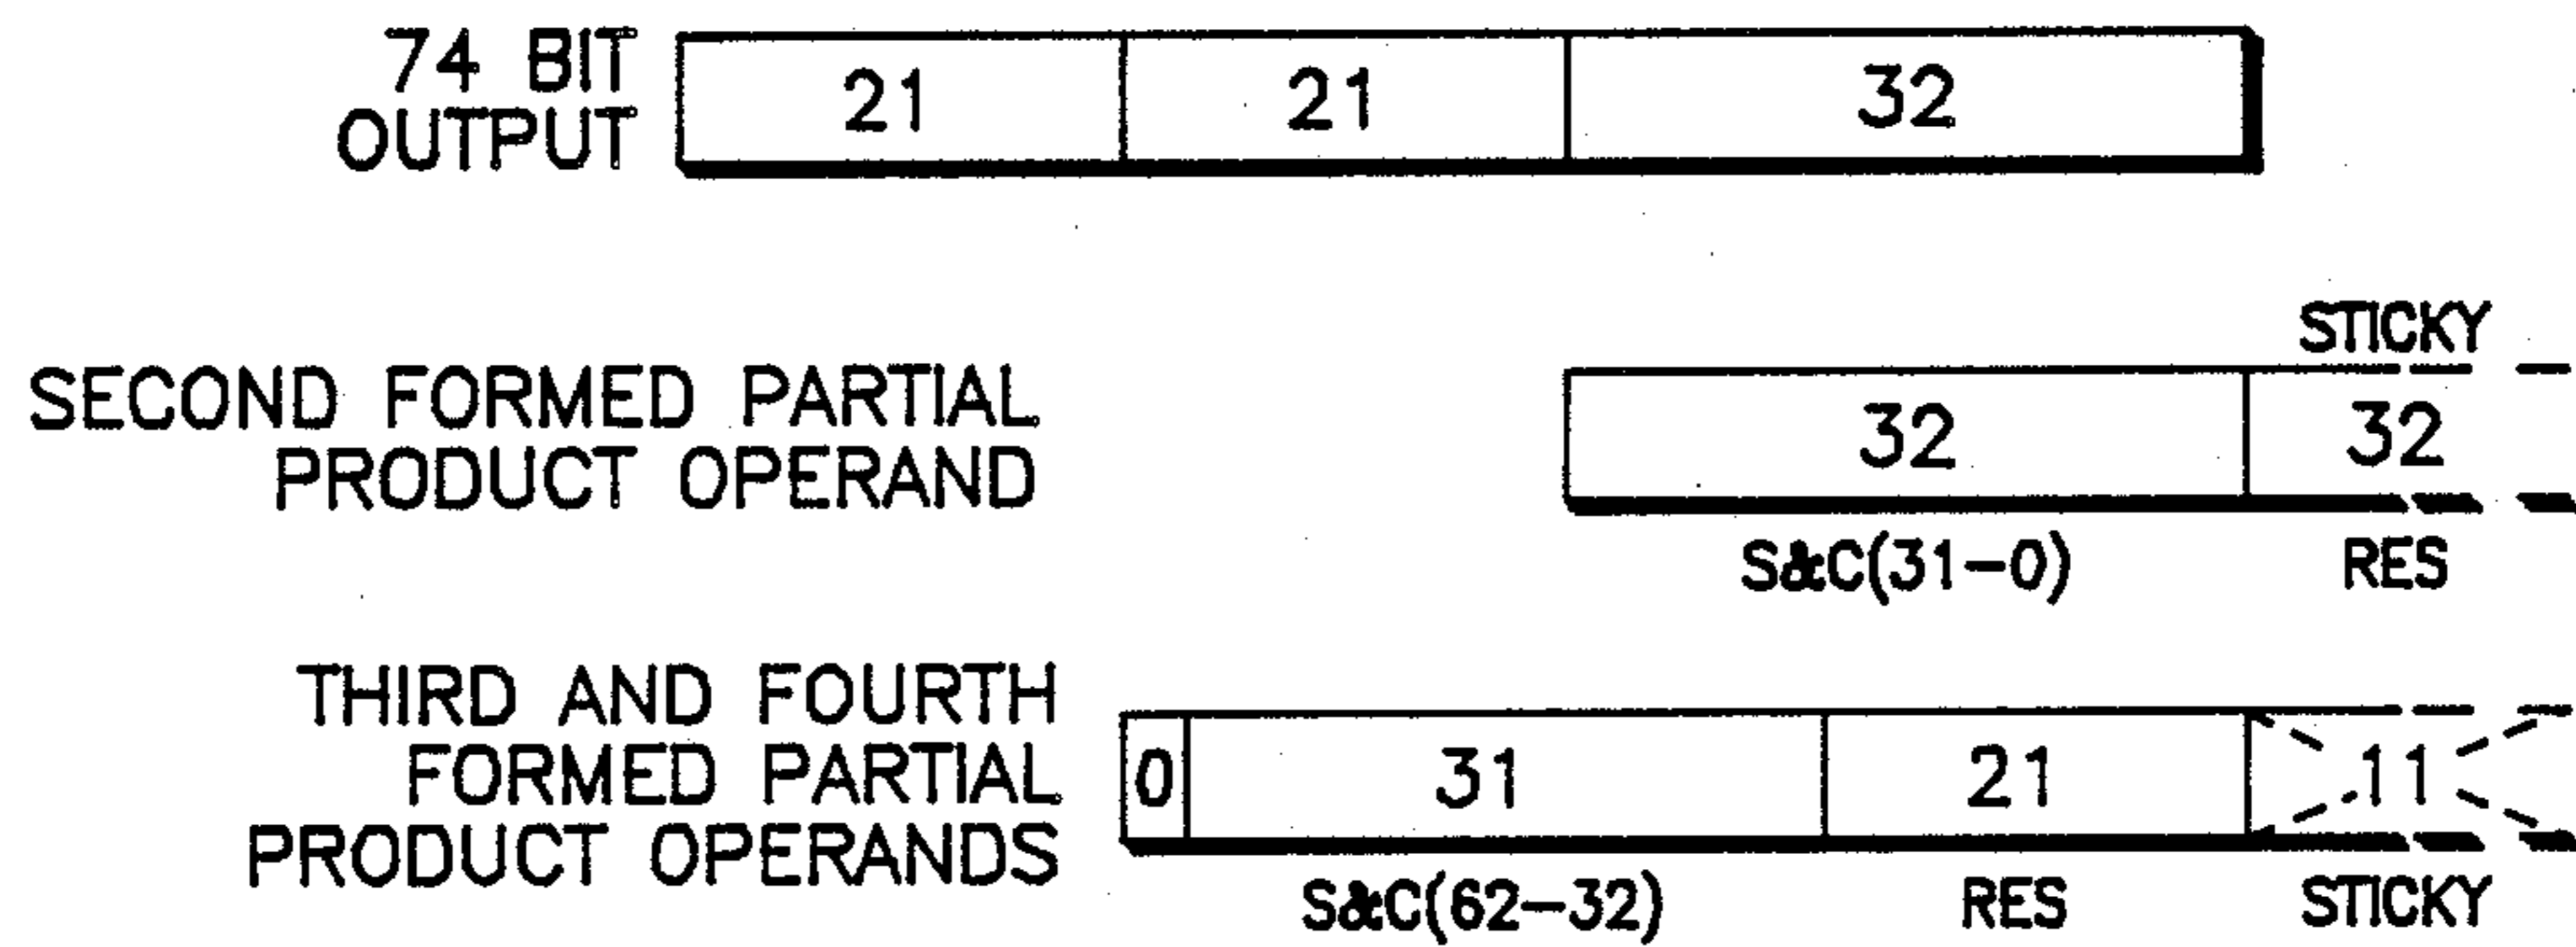 74 BIT
OUTPUT
21 21 32
STICKY
SECOND FORMED PARTIAL
PRODUCT OPERAND
32 32
S&C(31-0) RES
THIRD AND FOURTH
FORMED PARTIAL
PRODUCT OPERANDS
0 31 21 11
S&C(62-32) RES STICKY